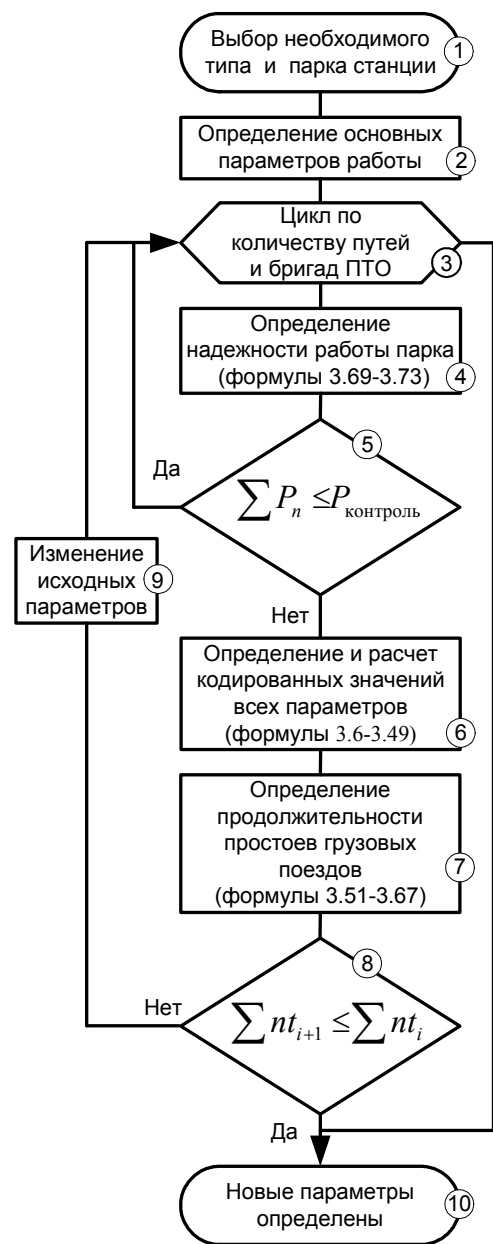 Выбор необходимого
типа и парка станции
1
Определение основных
параметров работы
2
Цикл по
количеству путей
и бригад ПТО
3
Определение
надежности работы парка
(формулы 3.69-3.73)
4
5
Да
∑ Pₙ ≤ Pконтроль
Нет
Изменение
исходных
параметров
9
Определение и расчет
кодированных значений
всех параметров
(формулы 3.6-3.49)
6
Определение
продолжительности
простоев грузовых
поездов
(формулы 3.51-3.67)
7
8
Нет
∑ ntᵢ₊₁ ≤ ∑ ntᵢ
Да
Новые параметры
определены
10